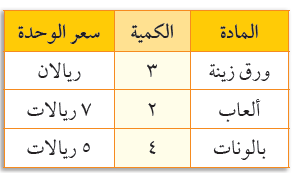 المادة الكمية سعر الوحدة
ورق زينة ٣ ريالان
ألعاب ٢ ٧ ريالات
بالونات ٤ ٥ ريالات